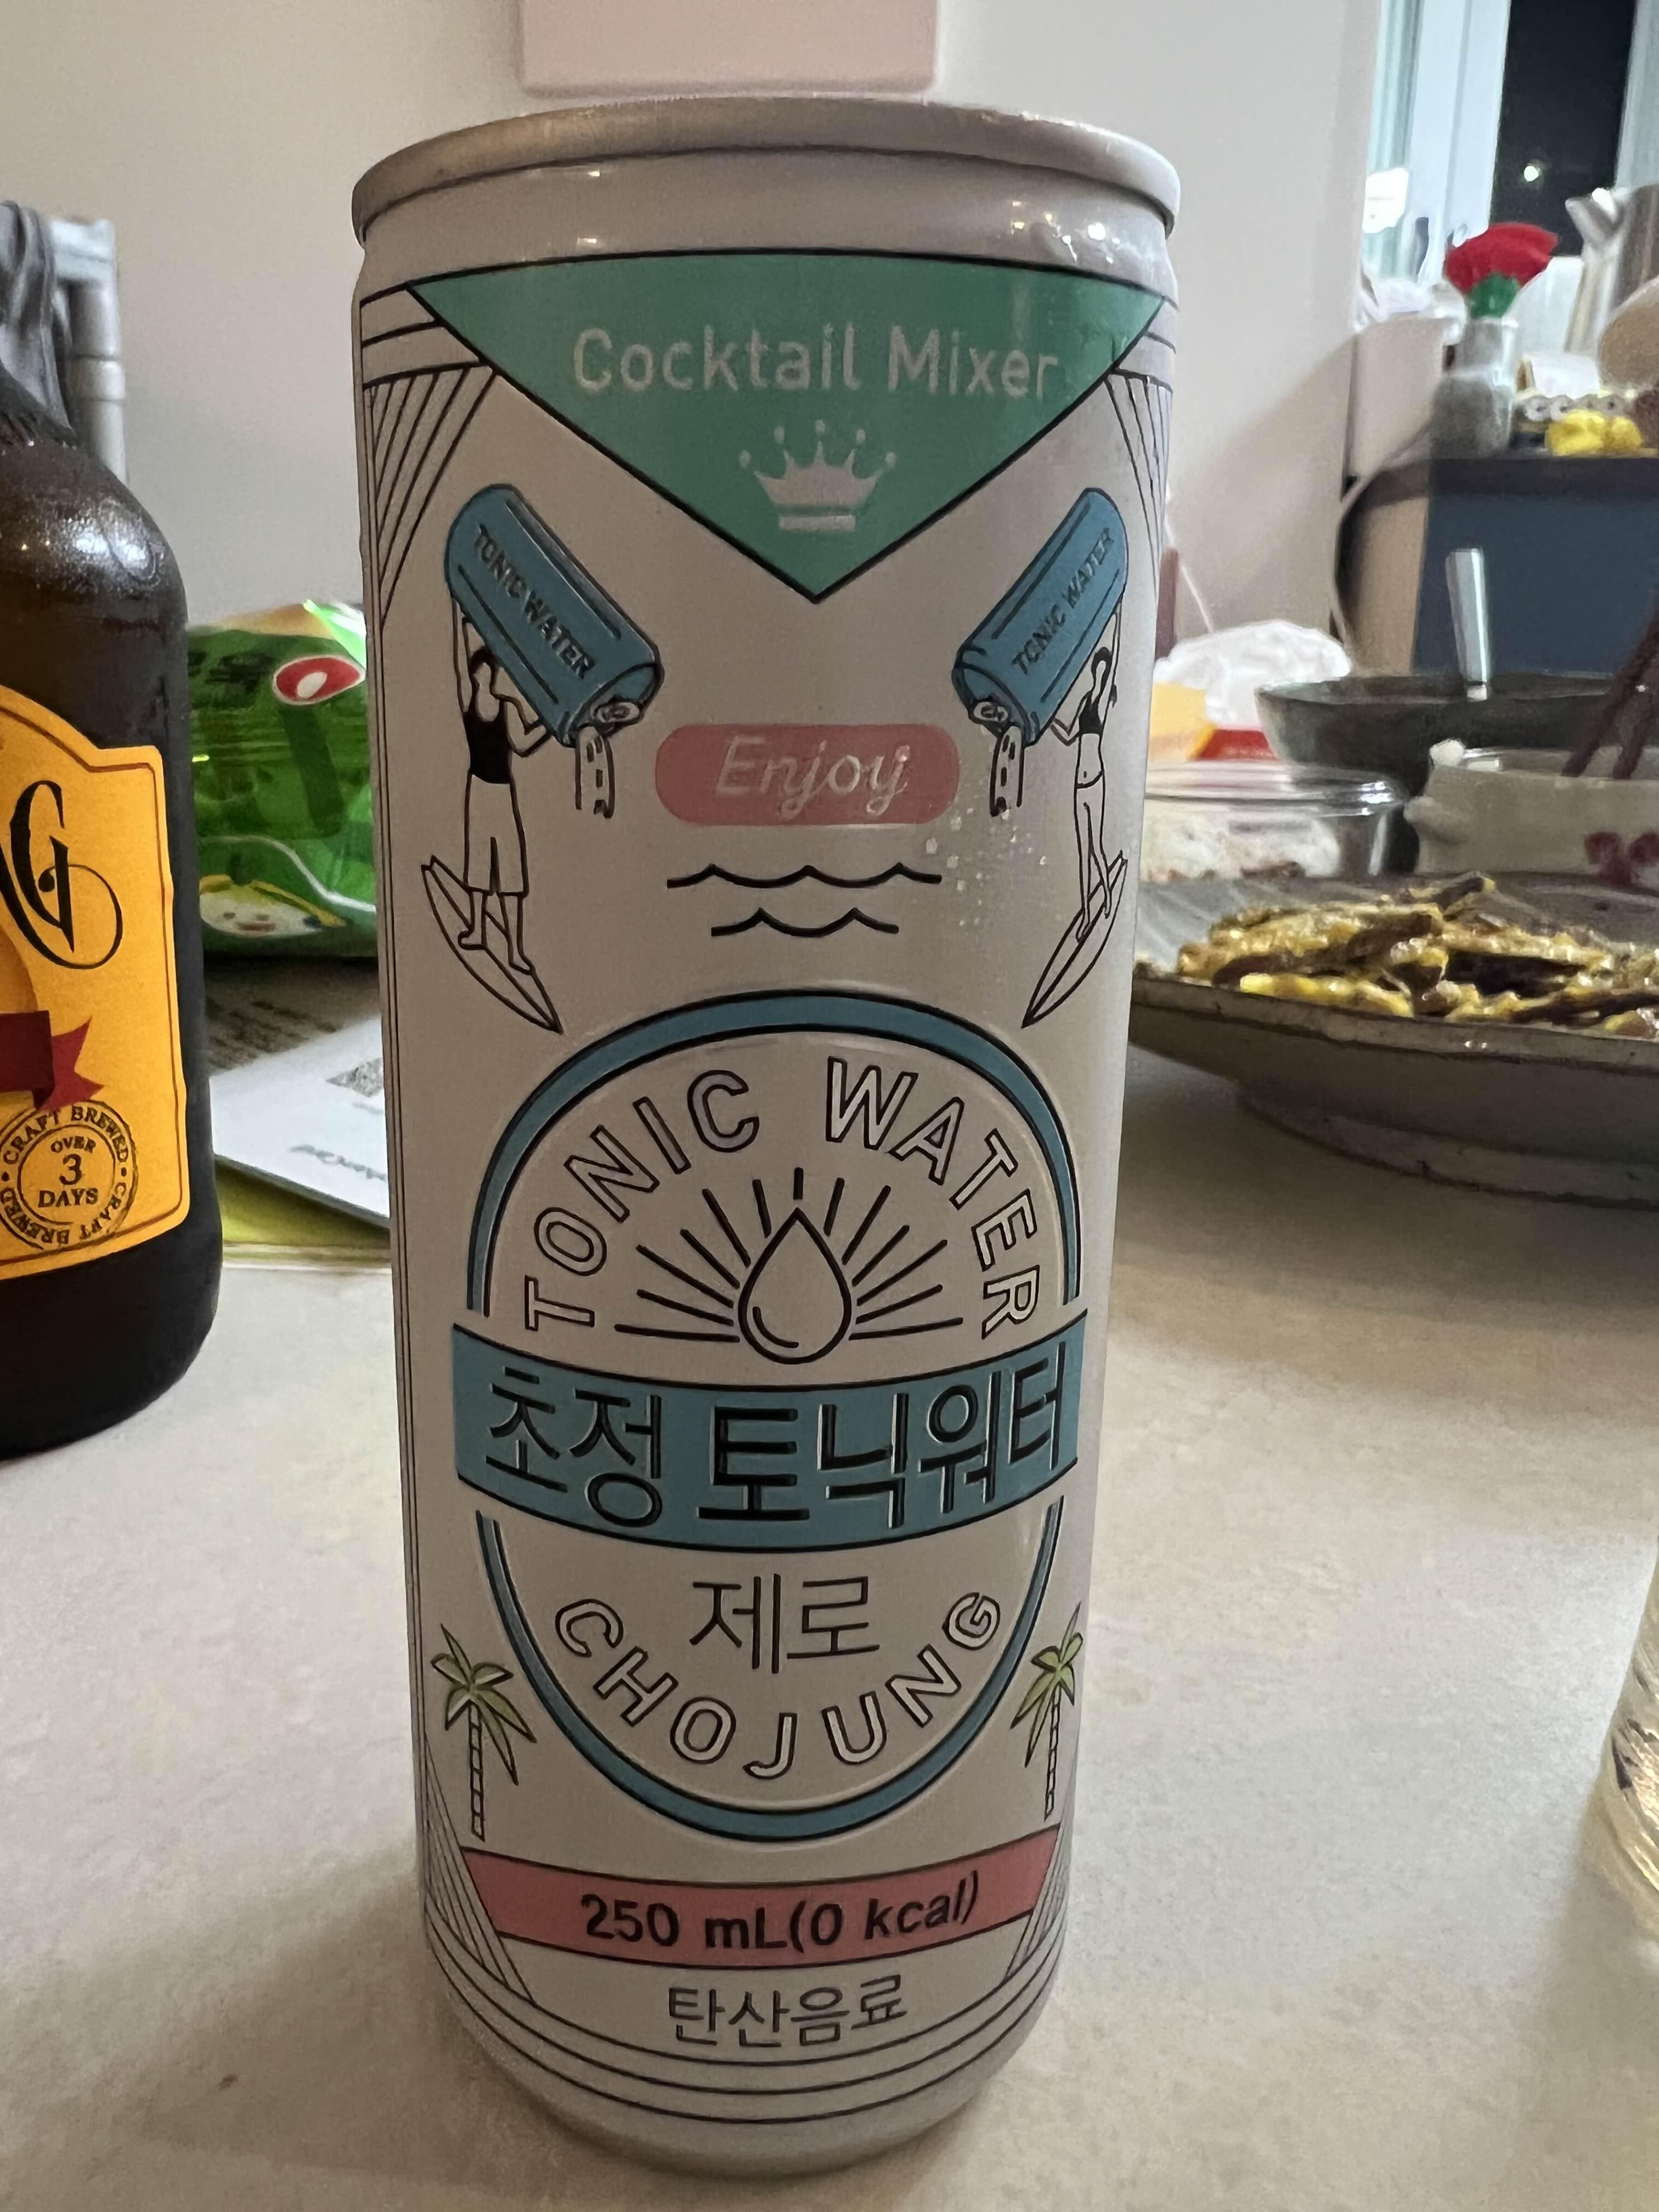 Cocktail Mixer
TONIC WATER
TONIC WATER
Enjoy
TONIC WATER
초정 토닉워터
제로
CHOJUNG
250 mL(0 kcal)
탄산음료
G
CRAFT BREWED
OVER
3
DAYS
CRAFT BREWED